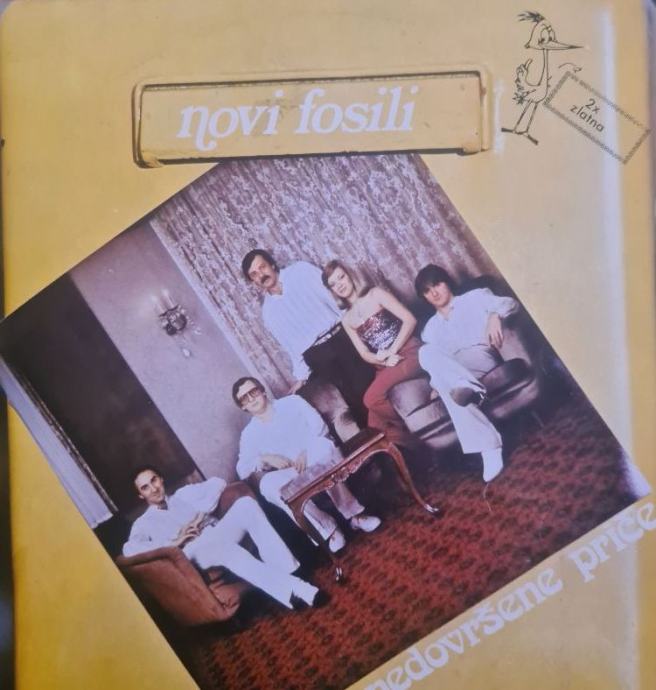 novi fosili
2x
zlatna
nedovršene priče